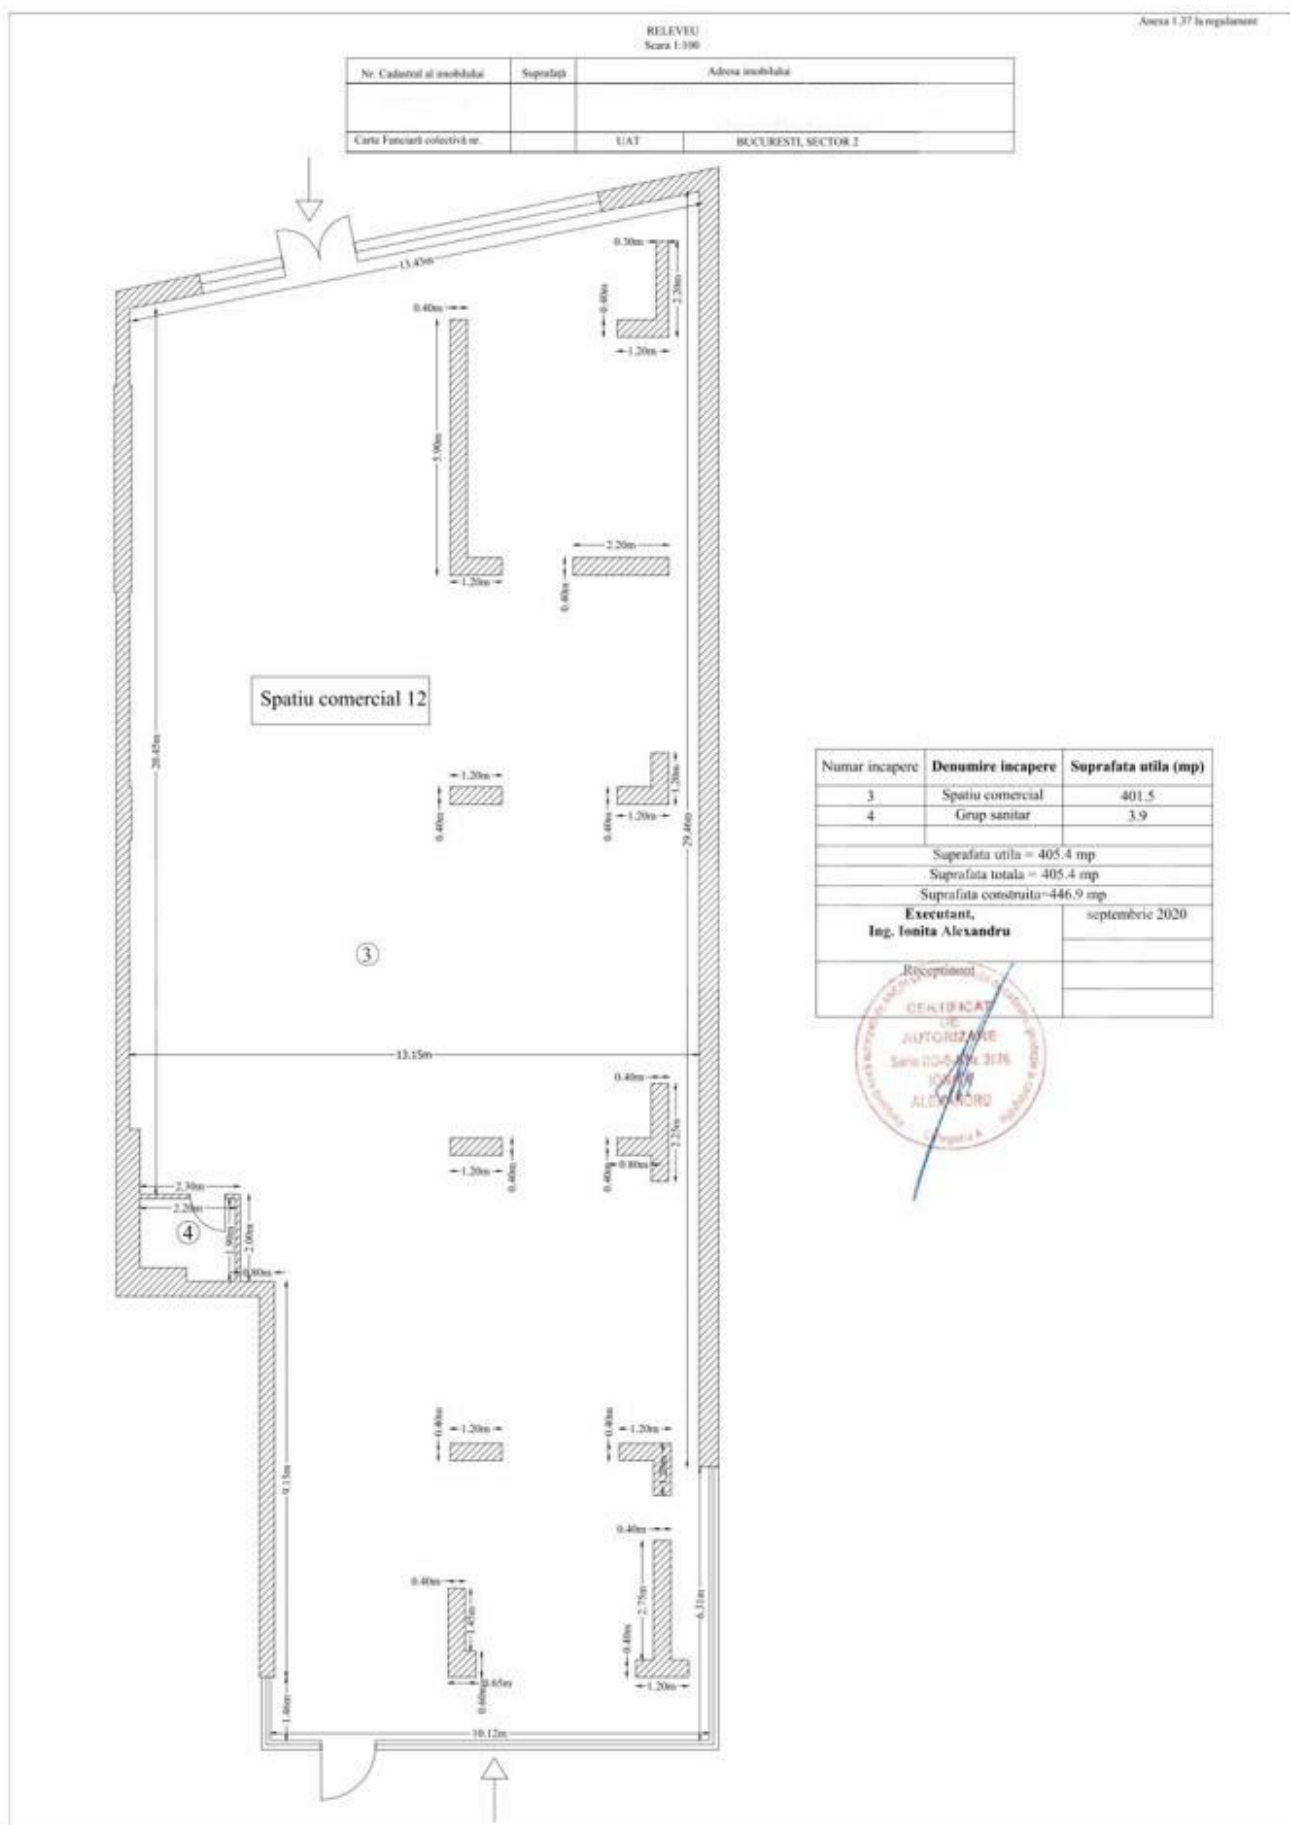 Anexa 1.37 la regulament
RELEVEU
Scara 1:100
Nr. Cadastral al imobilului Suprafață Adresa imobilului
Carte Funciară colectivă nr. UAT BUCURESTI, SECTOR 2
13.43m
0.30m
2.20m
0.40m
1.20m
0.40m
5.90m
1.20m
2.20m
0.40m
Spatiu comercial 12
20.45m
29.46m
1.20m
0.40m
1.20m
0.40m
1.20m
Numar incapere Denumire incapere Suprafata utila (mp)
3 Spatiu comercial 401.5
4 Grup sanitar 3.9
Suprafata utila = 405.4 mp
Suprafata totala = 405.4 mp
Suprafata construita=446.9 mp
Executant, septembrie 2020
Ing. Ionita Alexandru
Receptionat
CERTIFICAT
DE
AUTORIZARE
ALEXANDRU
Categoria A
3
13.15m
0.40m
2.25m
1.20m
0.40m
0.40m
0.80m
2.30m
2.20m
4
1.90m
2.00m
0.80m
9.15m
0.40m
1.20m
0.40m
1.20m
1.20m
0.40m
2.75m
0.40m
1.20m
6.31m
0.40m
1.45m
0.65m
0.60m
1.46m
10.12m